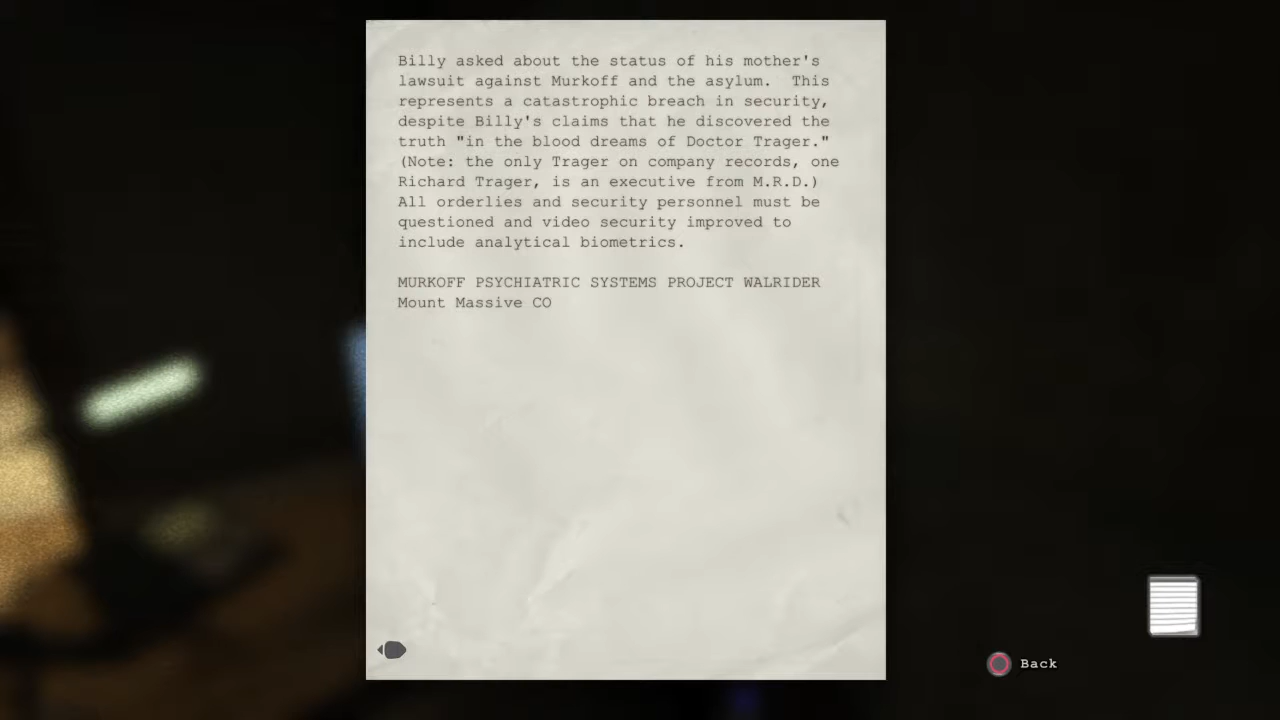 Billy asked about the status of his mother's
lawsuit against Murkoff and the asylum.  This
represents a catastrophic breach in security,
despite Billy's claims that he discovered the
truth "in the blood dreams of Doctor Trager."
(Note: the only Trager on company records, one
Richard Trager, is an executive from M.R.D.)
All orderlies and security personnel must be
questioned and video security improved to
include analytical biometrics.

MURKOFF PSYCHIATRIC SYSTEMS PROJECT WALRIDER
Mount Massive CO
Back